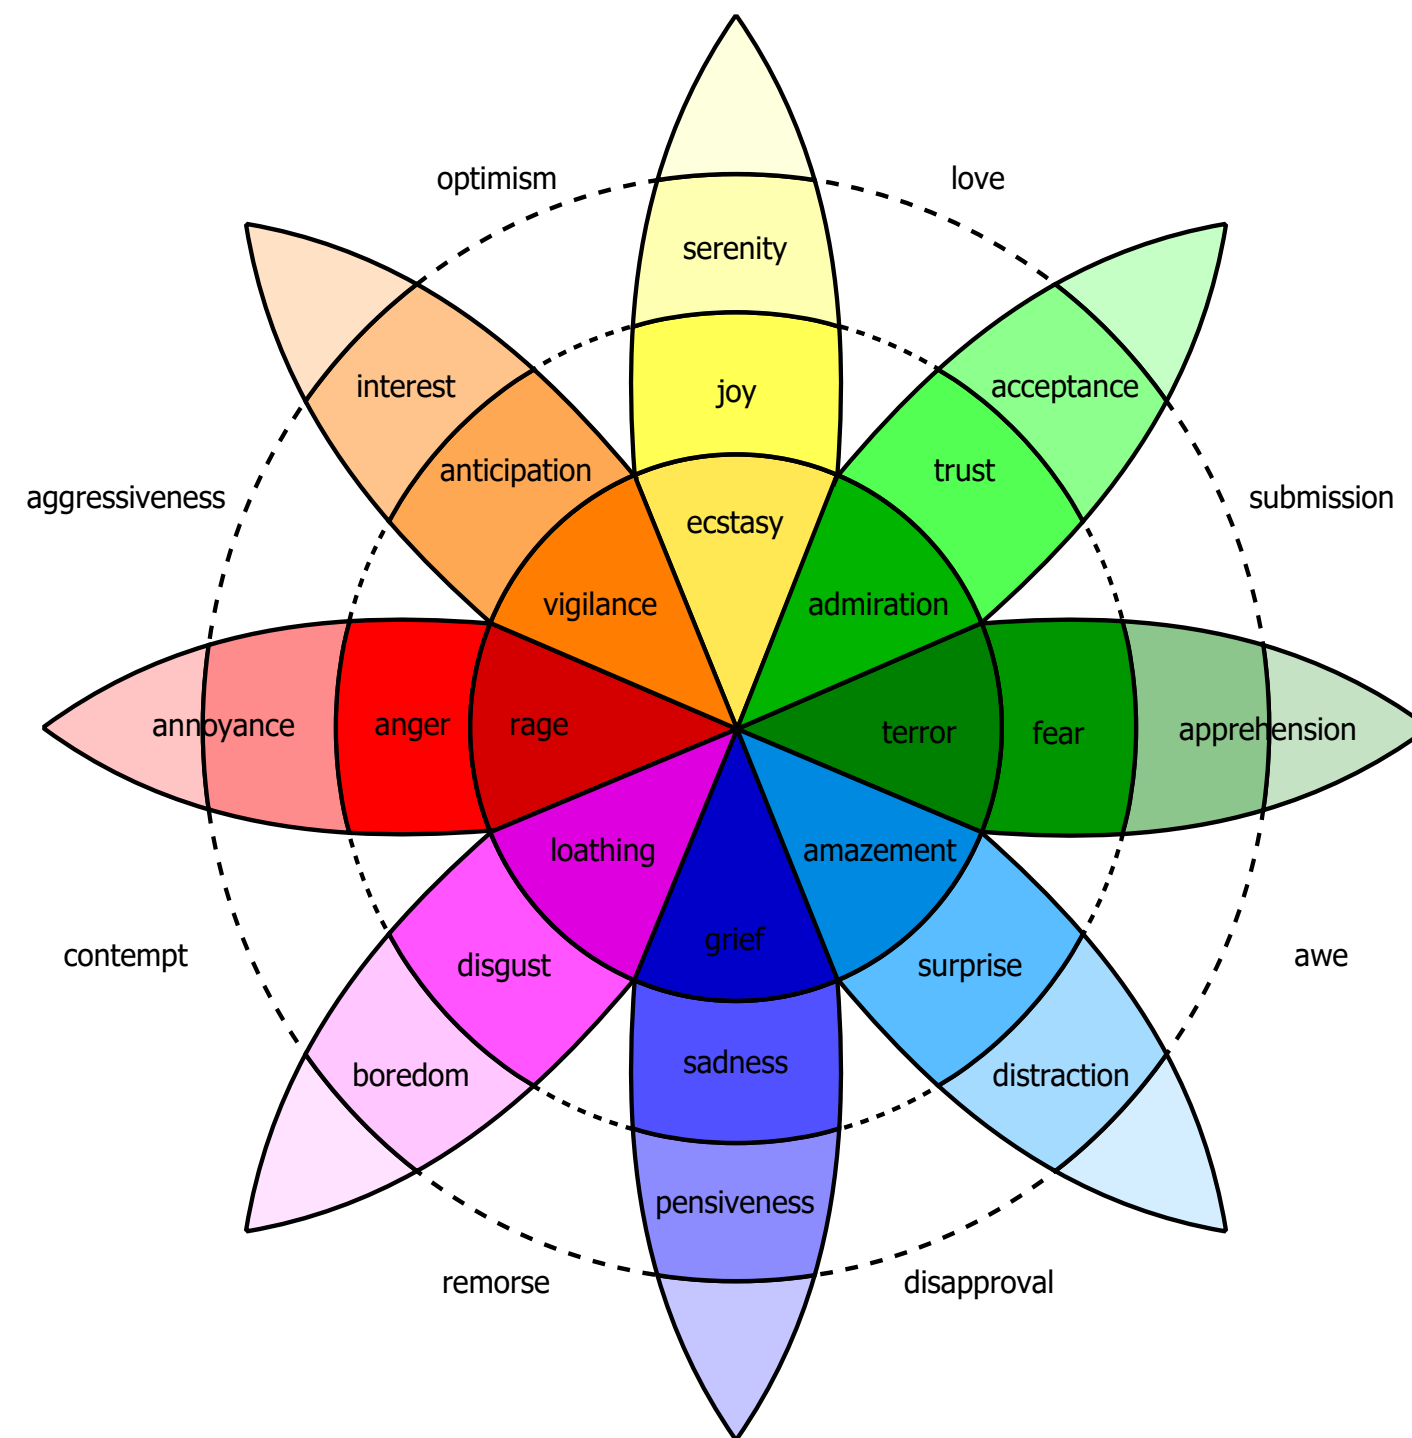 optimism
love
serenity
interest
joy
acceptance
anticipation
trust
aggressiveness
submission
ecstasy
vigilance
admiration
annoyance
anger
rage
terror
fear
apprehension
loathing
amazement
grief
contempt
awe
disgust
surprise
sadness
boredom
distraction
pensiveness
remorse
disapproval